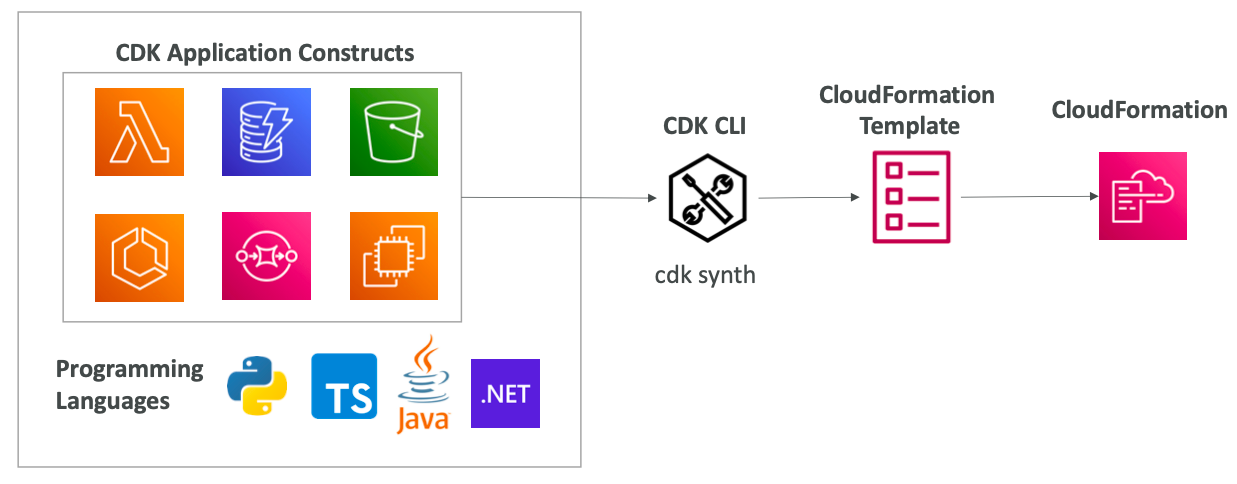 CDK Application Constructs
Programming
Languages
TS
Java
.NET
CDK CLI
cdk synth
CloudFormation
Template
CloudFormation